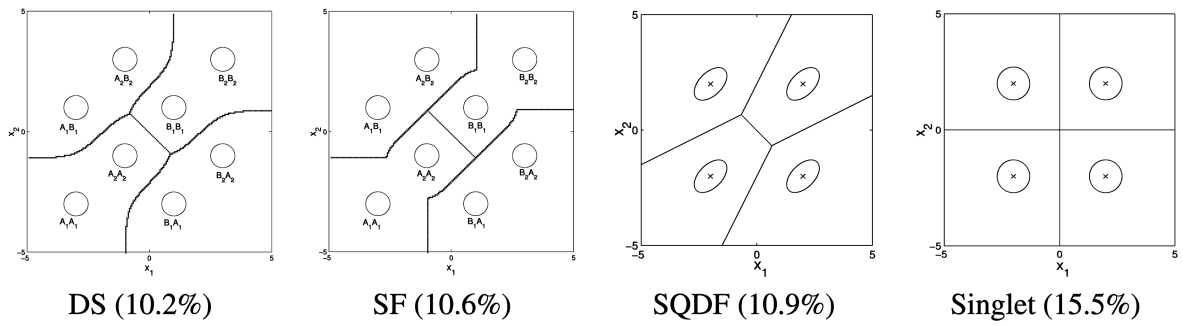 5
A₂B₂ B₂B₂
A₁B₁ B₁B₁
x₂ 0
A₂A₂ B₂A₂
A₁A₁ B₁A₁
-5
-5 0 5
x₁
DS (10.2%)
5
A₂B₂ B₂B₂
A₁B₁ B₁B₁
x₂ 0
A₂A₂ B₂A₂
A₁A₁ B₁A₁
-5
-5 0 5
x₁
SF (10.6%)
5
x₂ 0
-5
-5 0 5
x₁
SQDF (10.9%)
5
x₂ 0
-5
-5 0 5
x₁
Singlet (15.5%)